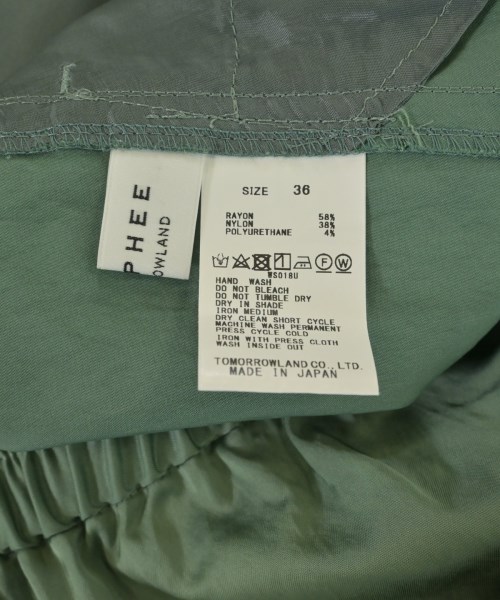 PHEE
OWLAND
SIZE 36
RAYON 58%
NYLON 38%
POLYURETHANE 4%
F W
WS018U
HAND WASH
DO NOT BLEACH
DO NOT TUMBLE DRY
DRY IN SHADE
IRON MEDIUM
DRY CLEAN SHORT CYCLE
MACHINE WASH PERMANENT
PRESS CYCLE COLD
IRON WITH PRESS CLOTH
WASH INSIDE OUT
TOMORROWLAND CO., LTD.
MADE IN JAPAN